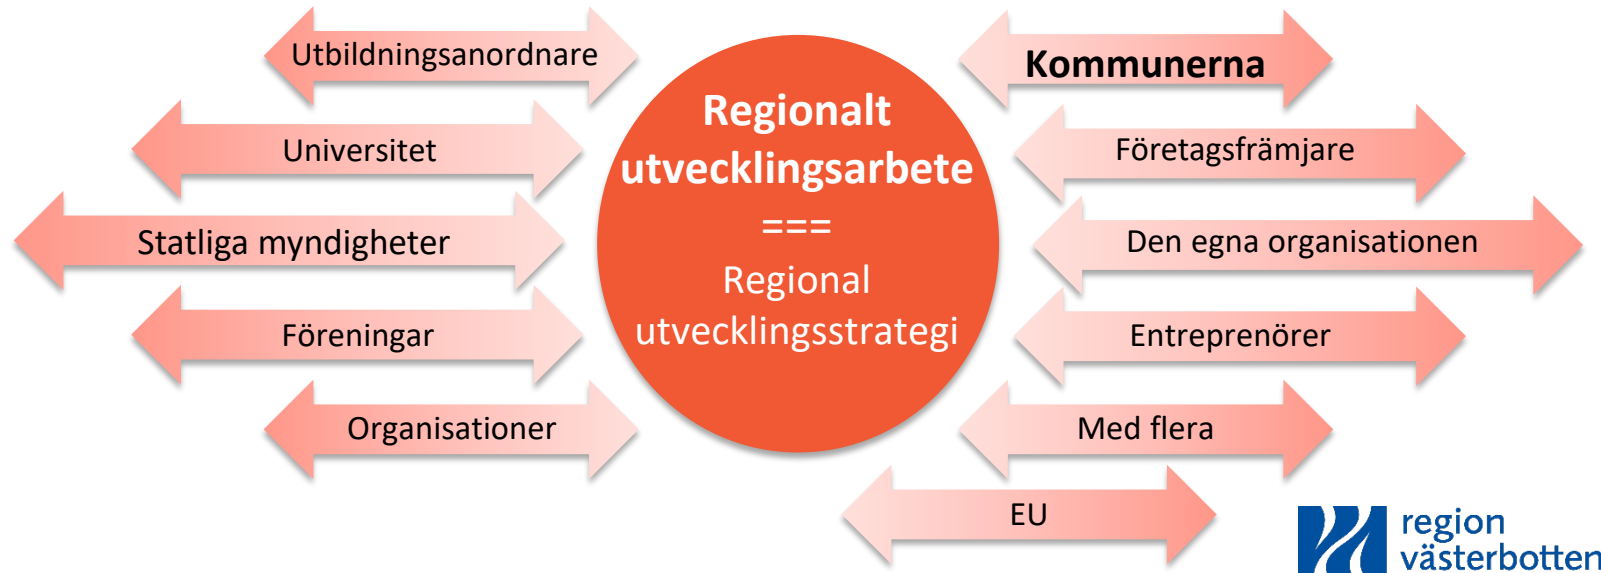 Utbildningsanordnare
Universitet
Statliga myndigheter
Föreningar
Organisationer
Regionalt
utvecklingsarbete
===
Regional
utvecklingsstrategi
Kommunerna
Företagsfrämjare
Den egna organisationen
Entreprenörer
Med flera
EU
region
västerbotten